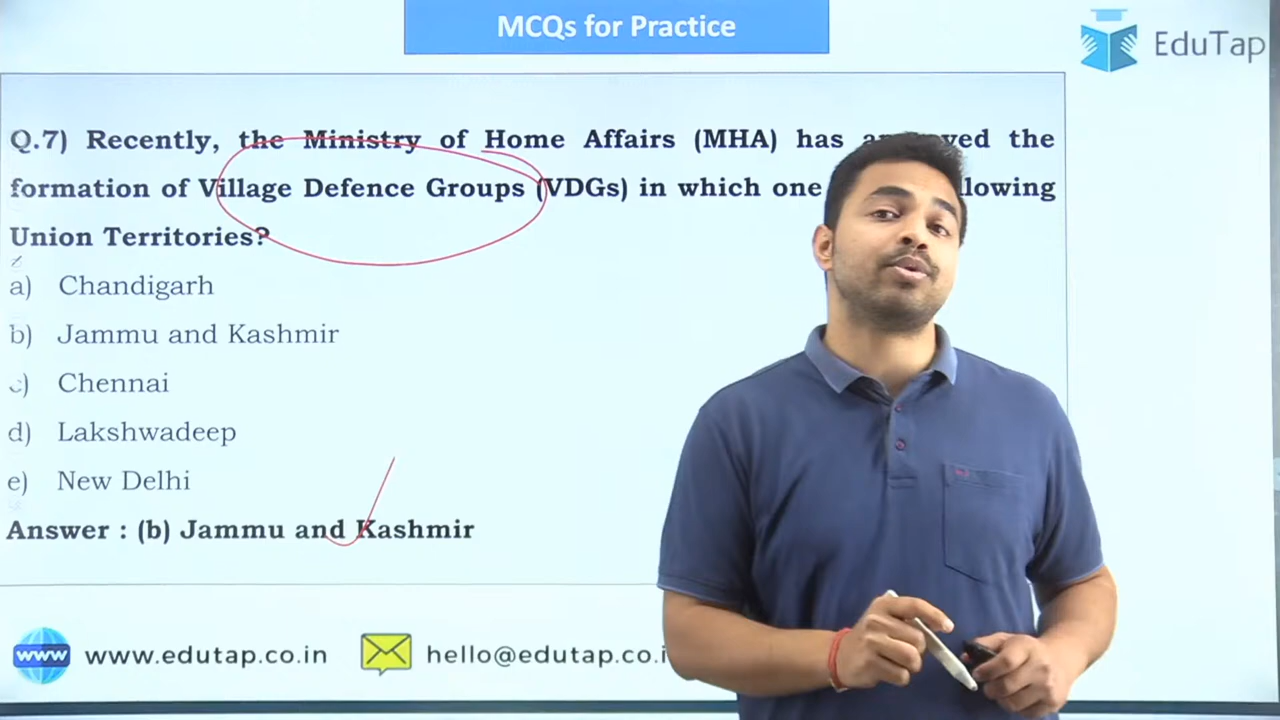 MCQs for Practice
EduTap
Q.7) Recently, the Ministry of Home Affairs (MHA) has the
formation of Village Defence Groups (VDGs) in which one
Union Territories?
a) Chandigarh
b) Jammu and Kashmir
c) Chennai
d) Lakshwadeep
e) New Delhi
Answer : (b) Jammu and Kashmir
www www.edutap.co.in hello@edutap.co.i